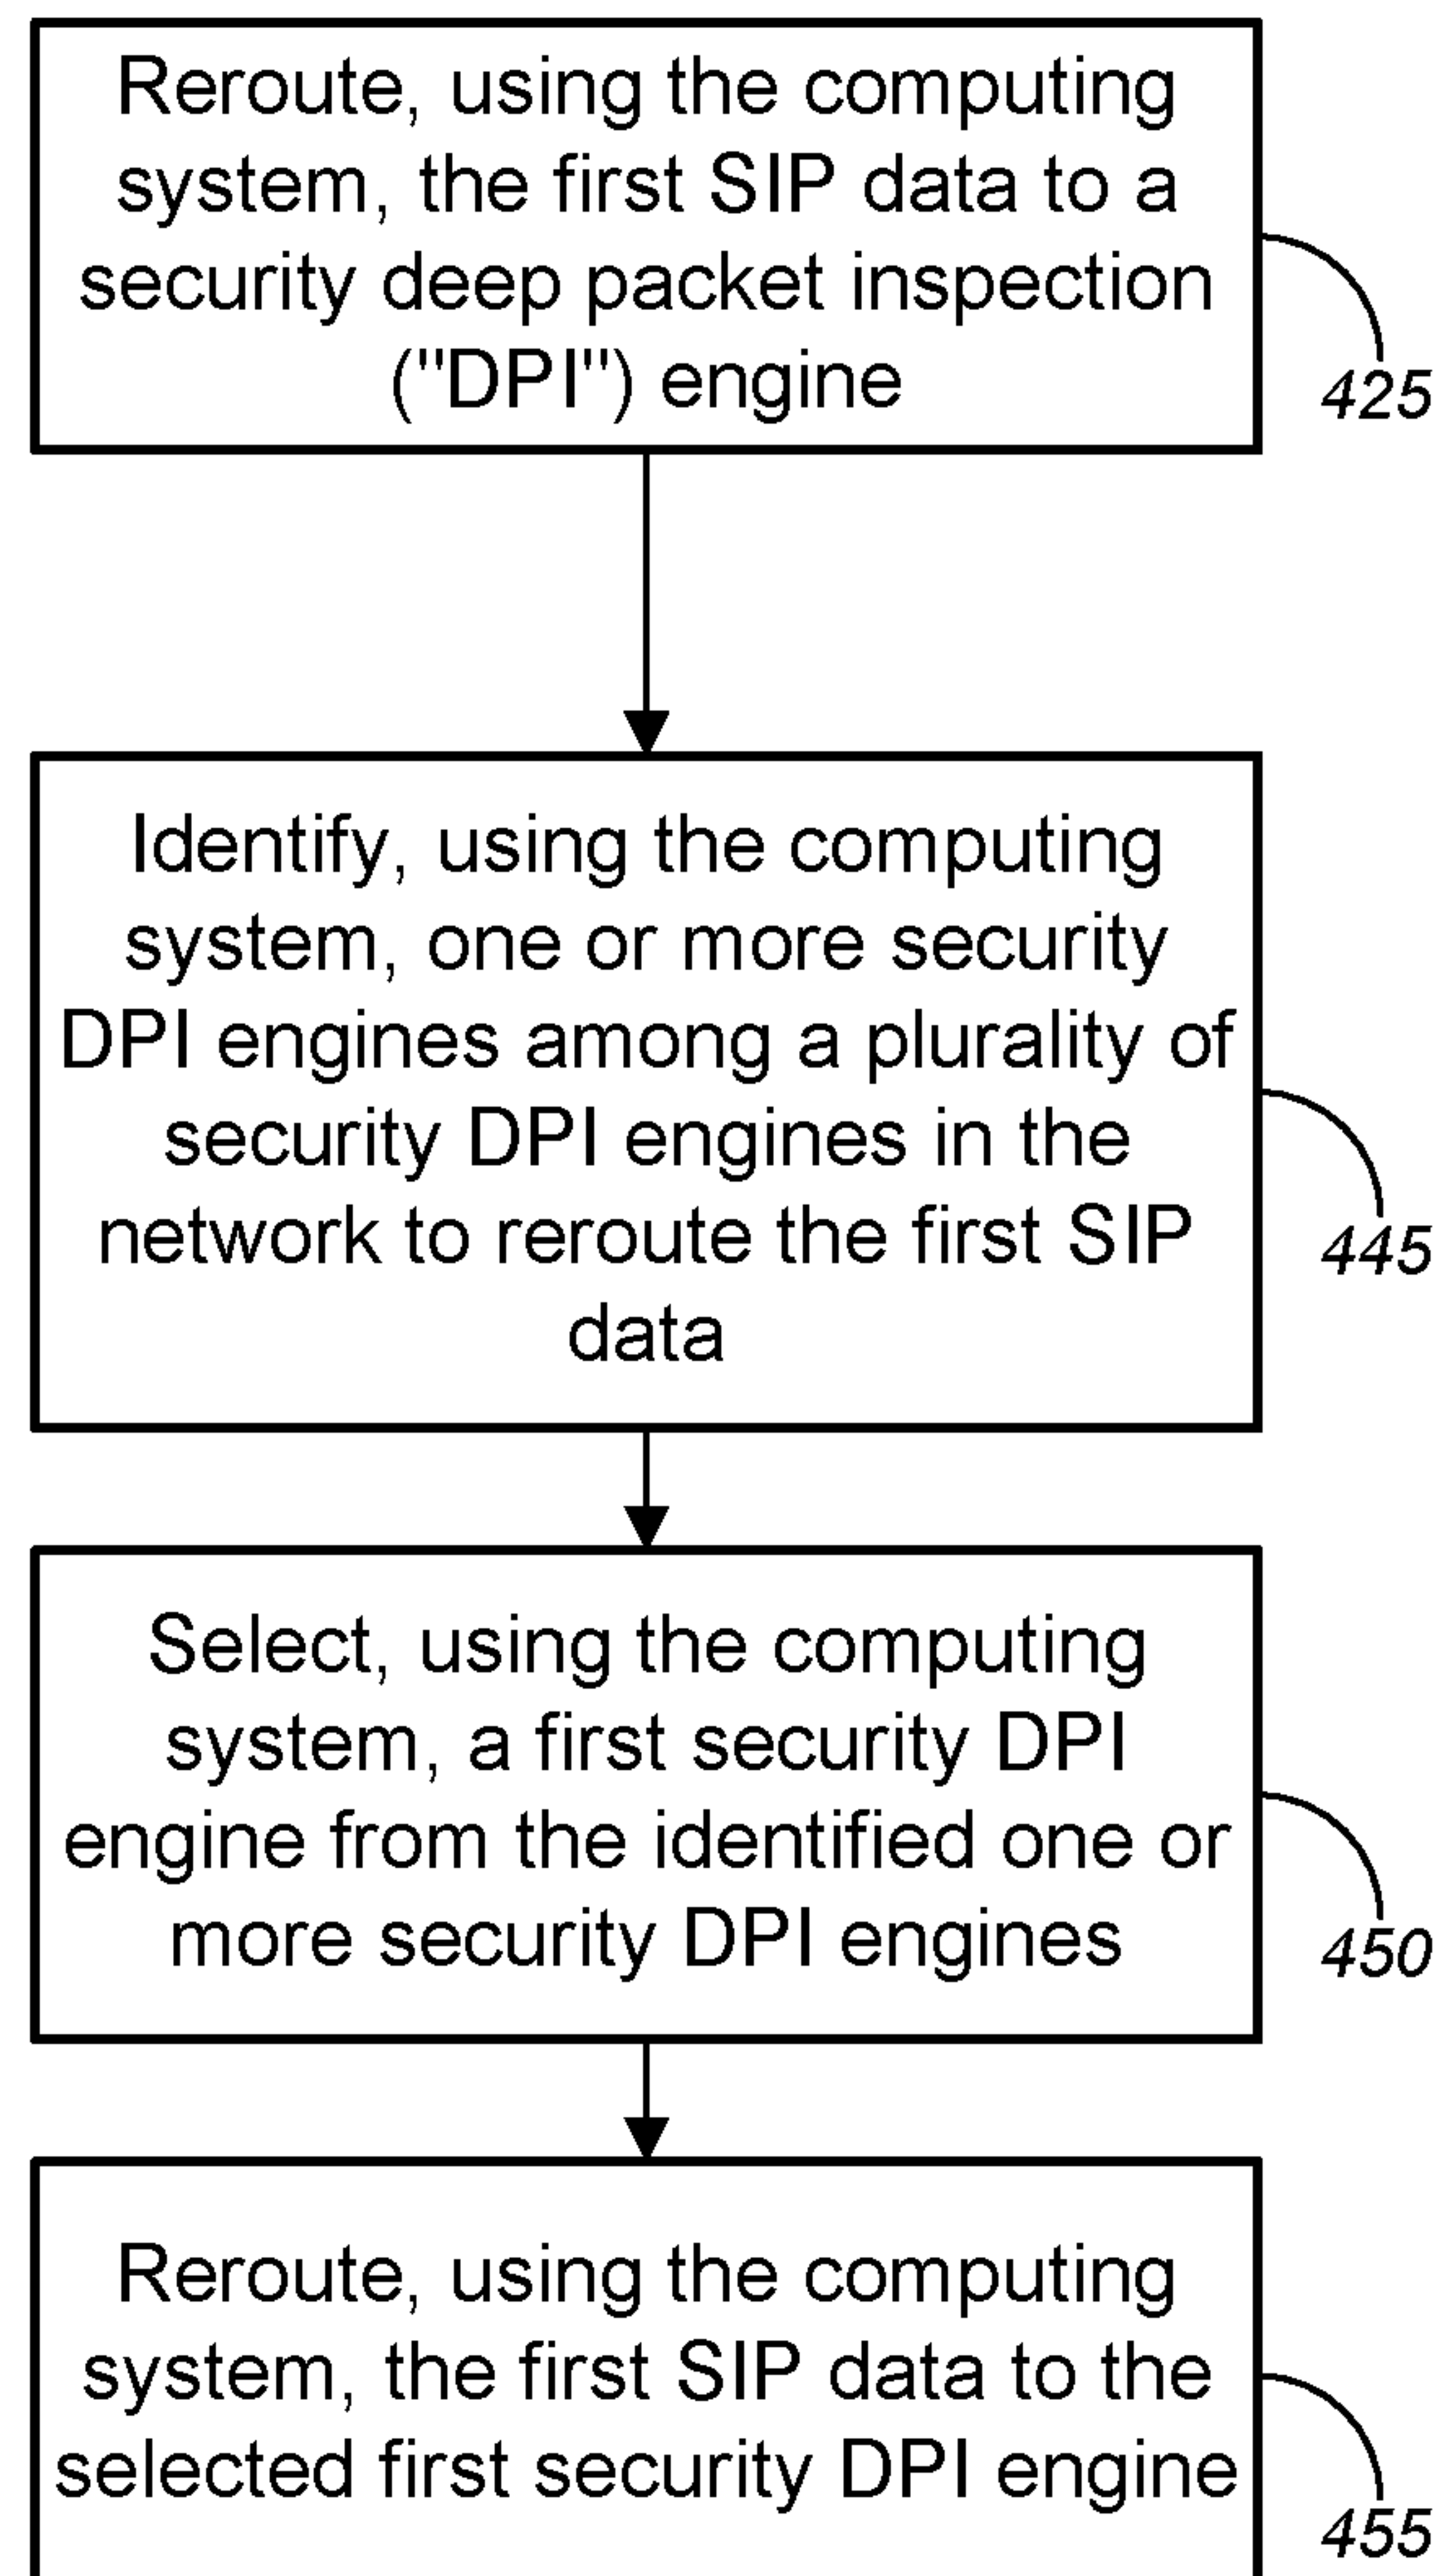 Reroute, using the computing
system, the first SIP data to a
security deep packet inspection
("DPI") engine
425
Identify, using the computing
system, one or more security
DPI engines among a plurality of
security DPI engines in the
network to reroute the first SIP
data
445
Select, using the computing
system, a first security DPI
engine from the identified one or
more security DPI engines
450
Reroute, using the computing
system, the first SIP data to the
selected first security DPI engine
455